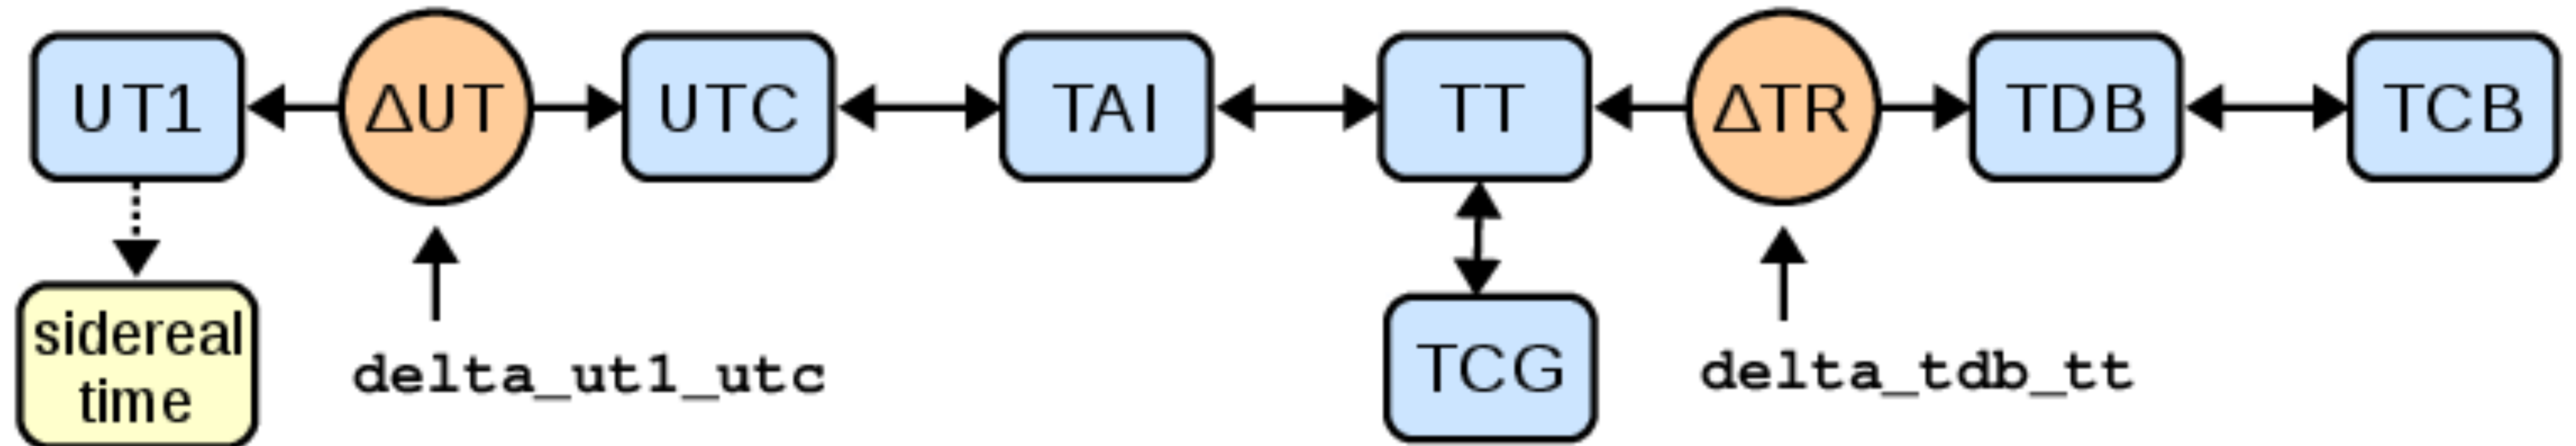 UT1
ΔUT
UTC
TAI
TT
ΔTR
TDB
TCB
sidereal
time
delta_ut1_utc
TCG
delta_tdb_tt